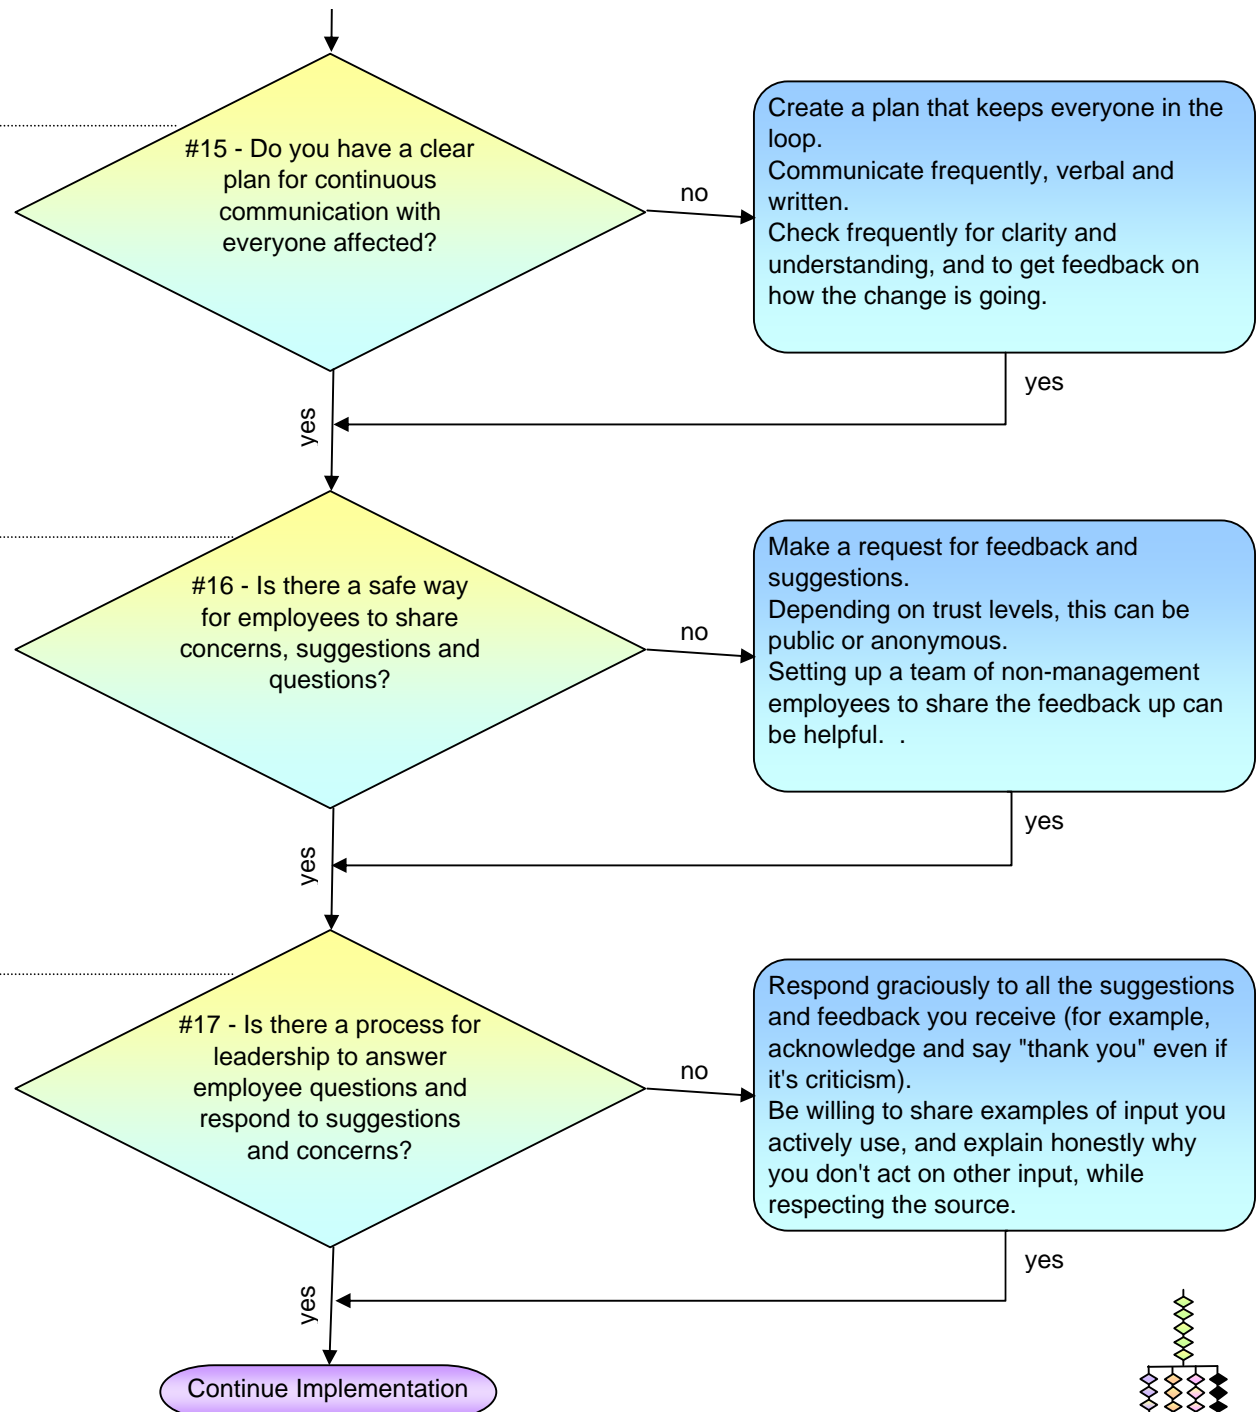 #15 - Do you have a clear
plan for continuous
communication with
everyone affected?
no
Create a plan that keeps everyone in the
loop.
Communicate frequently, verbal and
written.
Check frequently for clarity and
understanding, and to get feedback on
how the change is going.
yes
yes
#16 - Is there a safe way
for employees to share
concerns, suggestions and
questions?
no
Make a request for feedback and
suggestions.
Depending on trust levels, this can be
public or anonymous.
Setting up a team of non-management
employees to share the feedback up can
be helpful.  .
yes
yes
#17 - Is there a process for
leadership to answer
employee questions and
respond to suggestions
and concerns?
no
Respond graciously to all the suggestions
and feedback you receive (for example,
acknowledge and say "thank you" even if
it's criticism).
Be willing to share examples of input you
actively use, and explain honestly why
you don't act on other input, while
respecting the source.
yes
yes
Continue Implementation